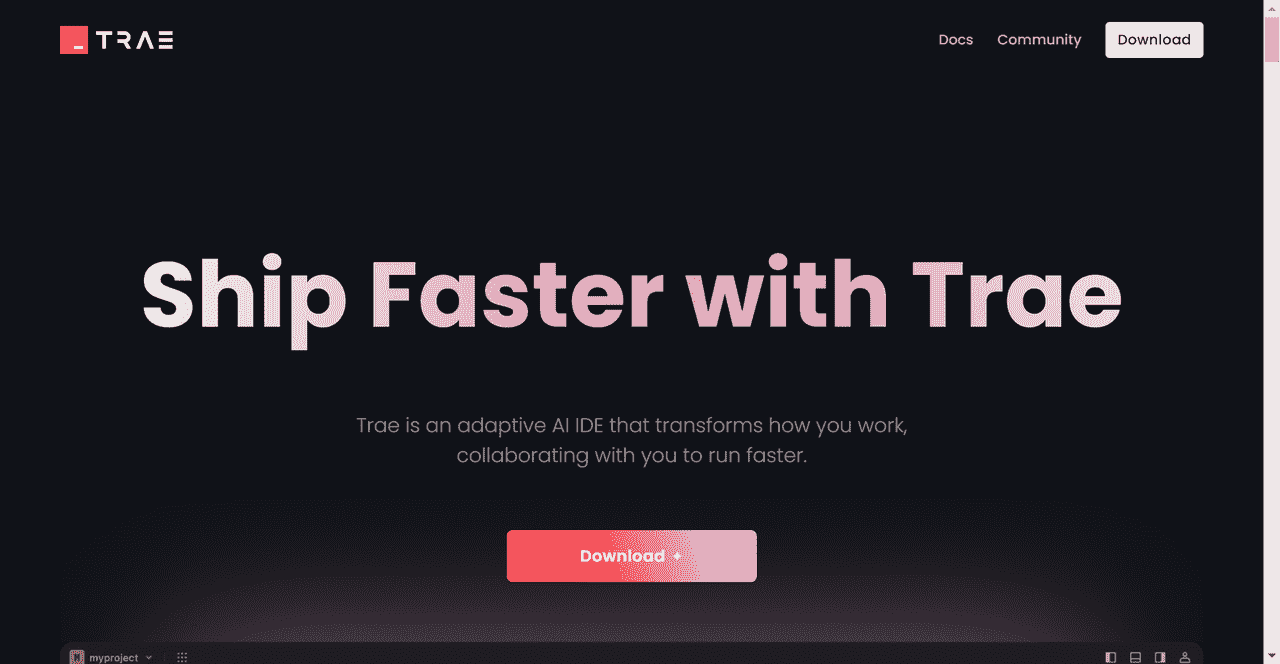 TRAE
Docs
Community
Download
Ship Faster with Trae
Trae is an adaptive AI IDE that transforms how you work,
collaborating with you to run faster.
Download
myproject